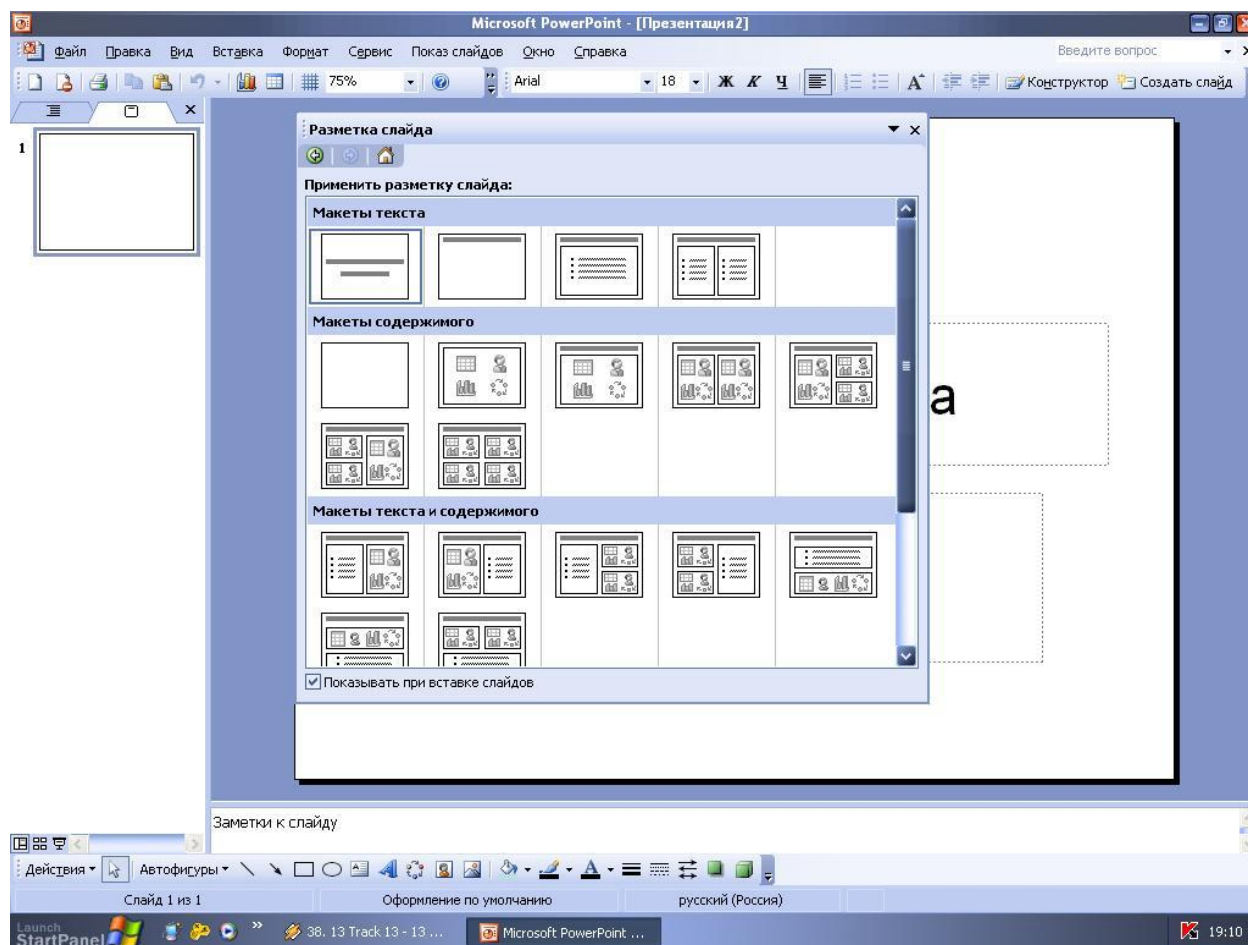 Microsoft PowerPoint - [Презентация2]
Файл Правка Вид Вставка Формат Сервис Показ слайдов Окно Справка Введите вопрос
75% Arial 18 Ж К Ч Конструктор Создать слайд
1
Разметка слайда
Применить разметку слайда:
Макеты текста
Макеты содержимого
а
Макеты текста и содержимого
Показывать при вставке слайдов
Заметки к слайду
Действия Автофигуры
Слайд 1 из 1 Оформление по умолчанию русский (Россия)
Launch
StartPanel 38. 13 Track 13 - 13 ... Microsoft PowerPoint ... 19:10